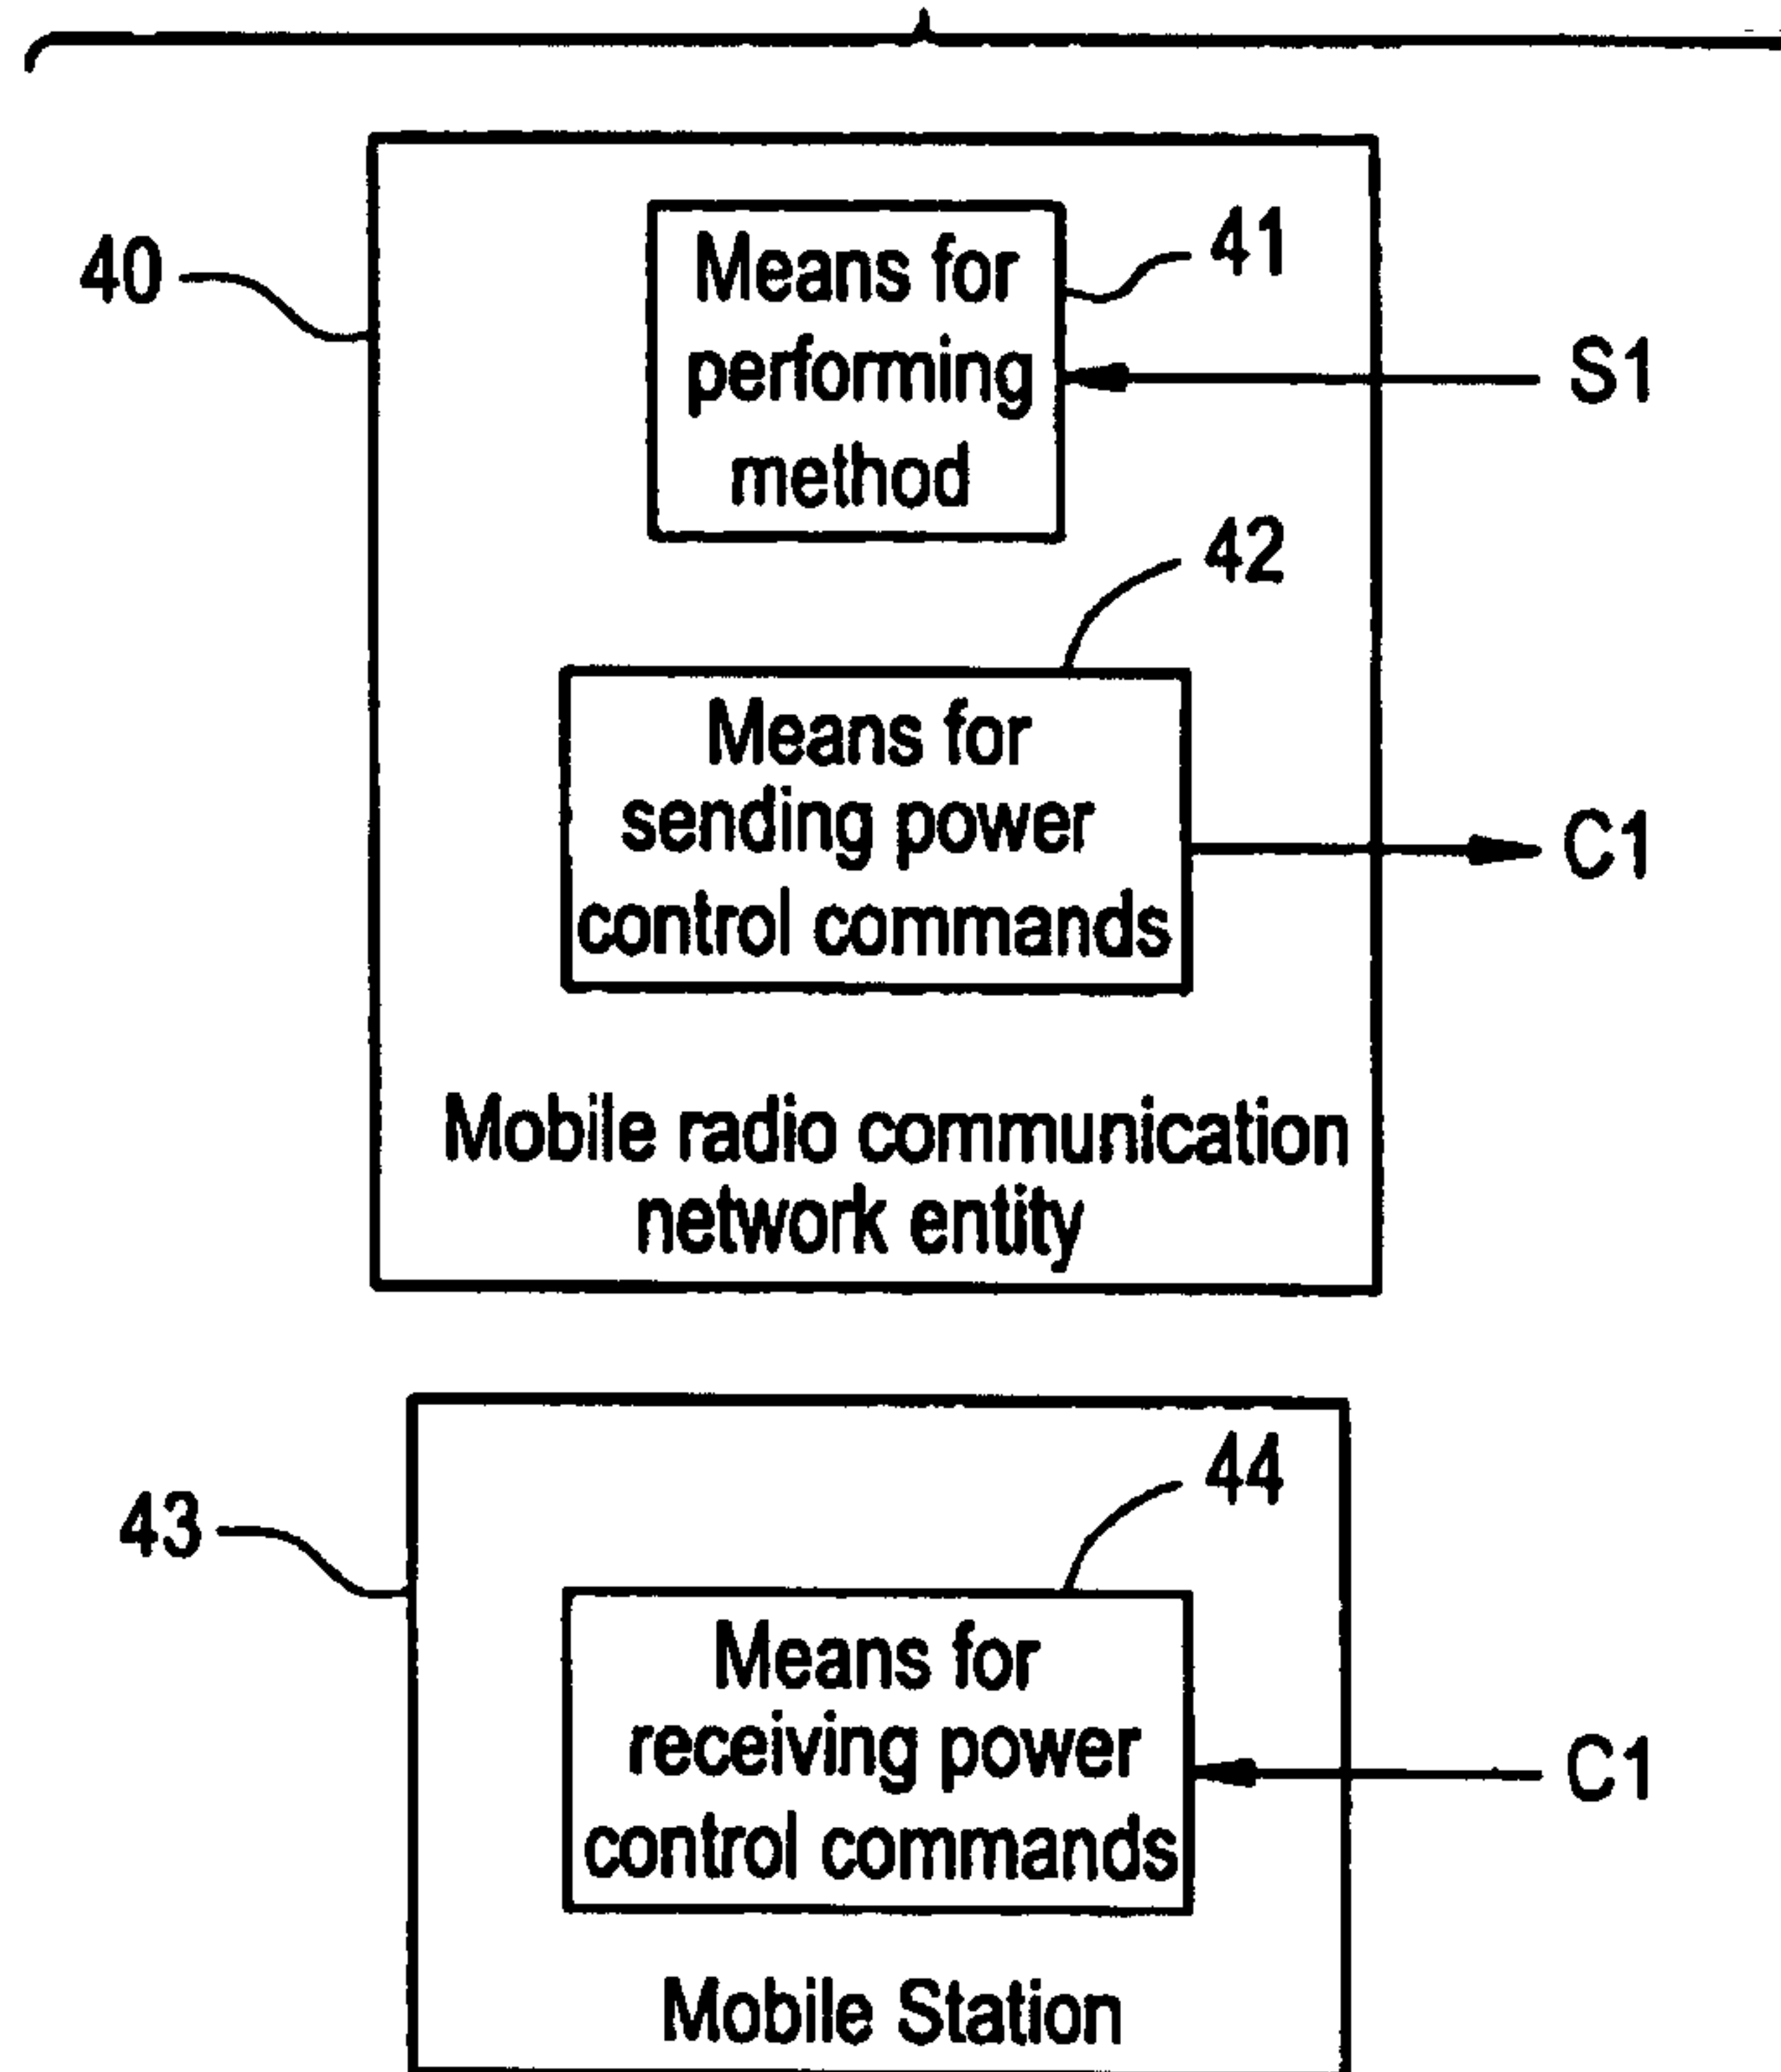 40
Means for
performing
method
41
S1
42
Means for
sending power
control commands
C1
Mobile radio communication
network entity
43
44
Means for
receiving power
control commands
C1
Mobile Station